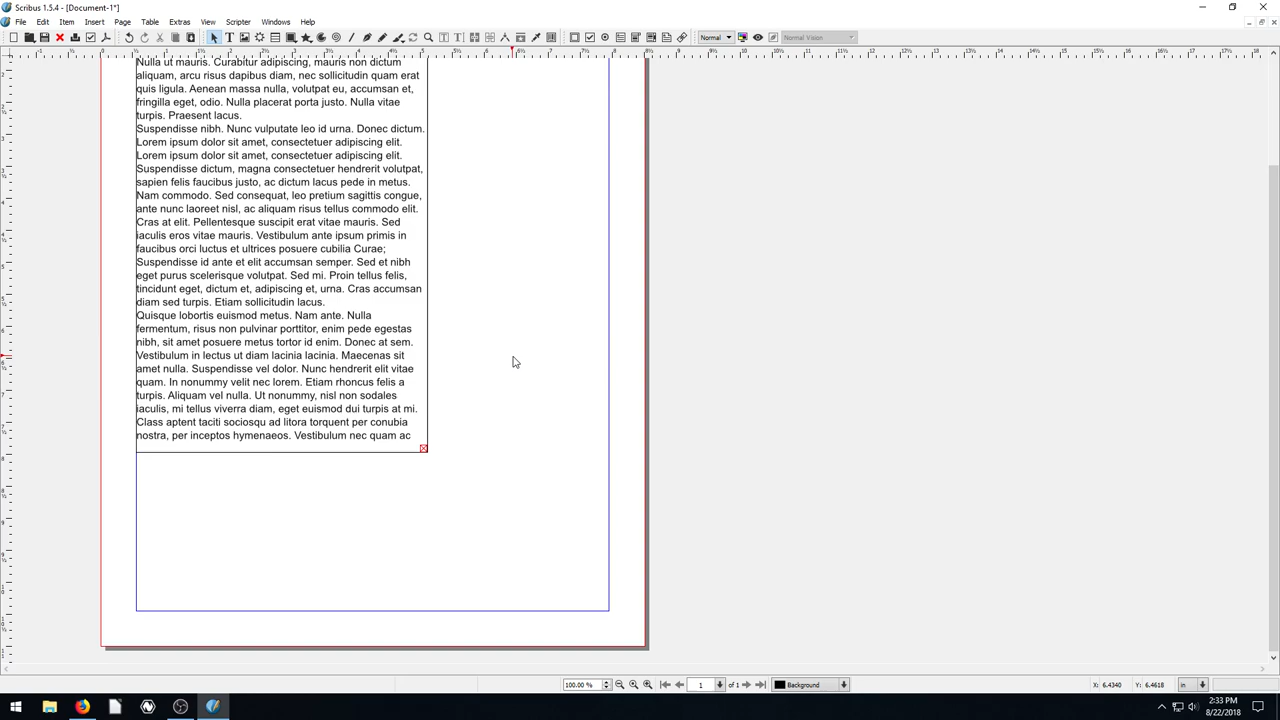 Scribus 1.5.4 - [Document-1*]
File Edit Item Insert Page Table Extras View Scripter Windows Help
Normal Normal Vision
Nulla ut mauris. Curabitur adipiscing, mauris non dictum
aliquam, arcu risus dapibus diam, nec sollicitudin quam erat
quis ligula. Aenean massa nulla, volutpat eu, accumsan et,
fringilla eget, odio. Nulla placerat porta justo. Nulla vitae
turpis. Praesent lacus.
Suspendisse nibh. Nunc vulputate leo id urna. Donec dictum.
Lorem ipsum dolor sit amet, consectetuer adipiscing elit.
Lorem ipsum dolor sit amet, consectetuer adipiscing elit.
Suspendisse dictum, magna consectetuer hendrerit volutpat,
sapien felis faucibus justo, ac dictum lacus pede in metus.
Nam commodo. Sed consequat, leo pretium sagittis congue,
ante nunc laoreet nisl, ac aliquam risus tellus commodo elit.
Cras at elit. Pellentesque suscipit erat vitae mauris. Sed
iaculis eros vitae mauris. Vestibulum ante ipsum primis in
faucibus orci luctus et ultrices posuere cubilia Curae;
Suspendisse id ante et elit accumsan semper. Sed et nibh
eget purus scelerisque volutpat. Sed mi. Proin tellus felis,
tincidunt eget, dictum et, adipiscing et, urna. Cras accumsan
diam sed turpis. Etiam sollicitudin lacus.
Quisque lobortis euismod metus. Nam ante. Nulla
fermentum, risus non pulvinar porttitor, enim pede egestas
nibh, sit amet posuere metus tortor id enim. Donec at sem.
Vestibulum in lectus ut diam lacinia lacinia. Maecenas sit
amet nulla. Suspendisse vel dolor. Nunc hendrerit elit vitae
quam. In nonummy velit nec lorem. Etiam rhoncus felis a
turpis. Aliquam vel nulla. Ut nonummy, nisl non sodales
iaculis, mi tellus viverra diam, eget euismod dui turpis at mi.
Class aptent taciti sociosqu ad litora torquent per conubia
nostra, per inceptos hymenaeos. Vestibulum nec quam ac
100.00 % 1 of 1 Background X: 6.4340 Y: 6.4618 in
2:33 PM
8/22/2018